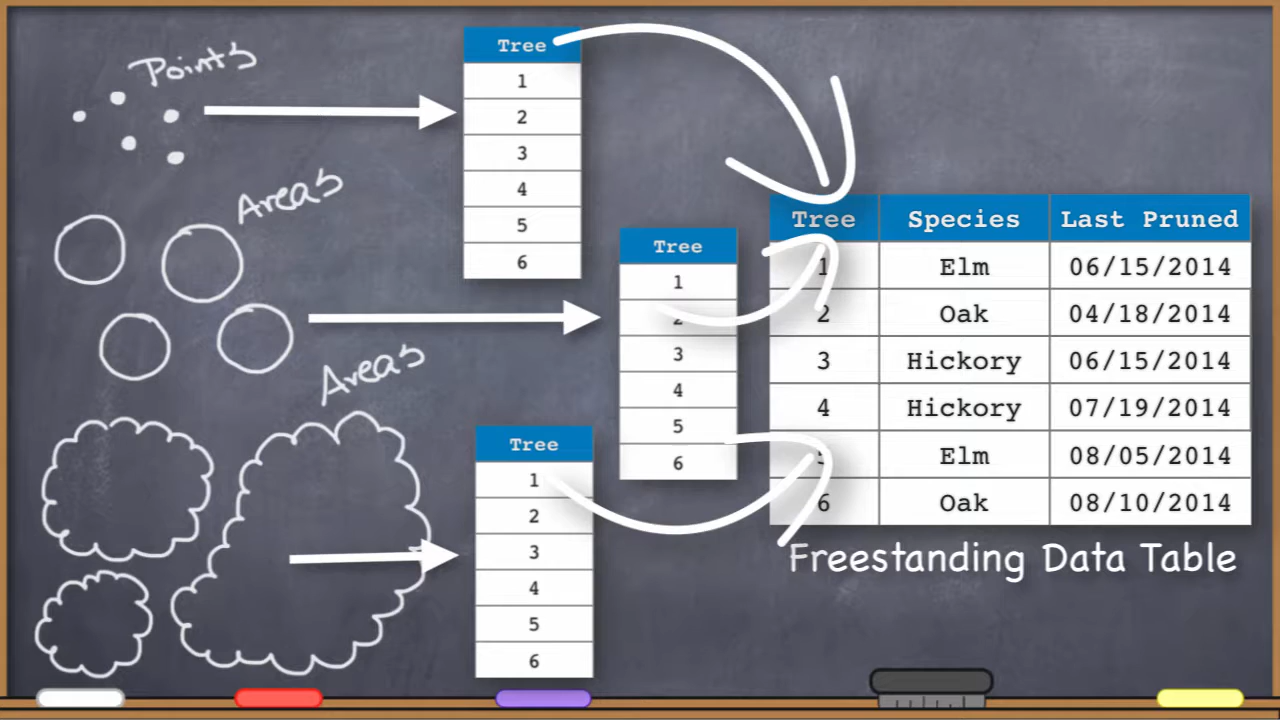 Points
Tree
1
2
3
4
5
6
Areas
Tree
1
2
3
4
5
6
Areas
Tree
1
2
3
4
5
6
Tree Species Last Pruned
1 Elm 06/15/2014
2 Oak 04/18/2014
3 Hickory 06/15/2014
4 Hickory 07/19/2014
5 Elm 08/05/2014
6 Oak 08/10/2014
Freestanding Data Table